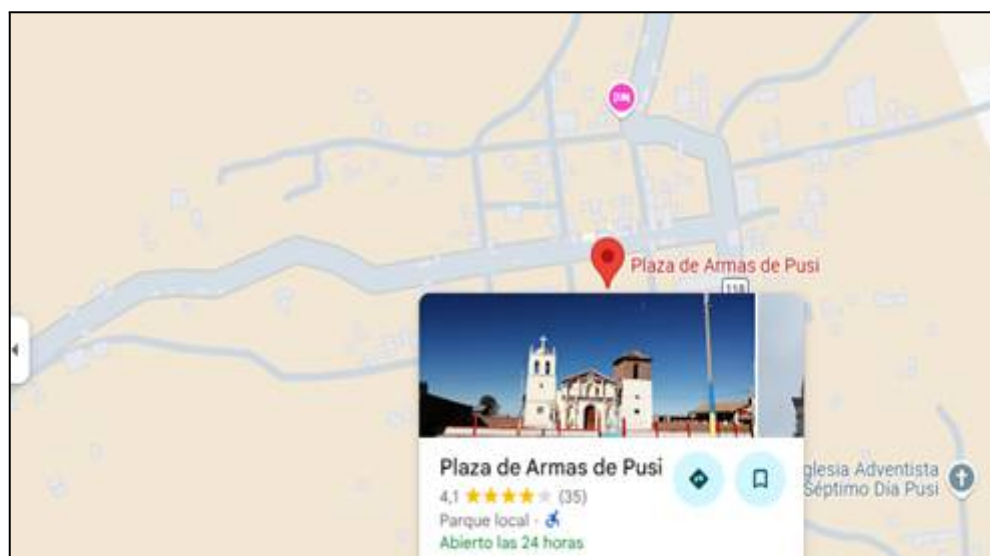 Plaza de Armas de Pusi
118
Plaza de Armas de Pusi
4,1 (35)
Parque local ·
Abierto las 24 horas
glesia Adventista
Séptimo Día Pusi